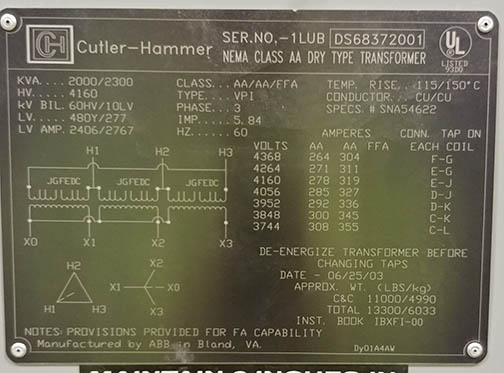 CH Cutler-Hammer
SER.NO.-1LUB DS68372001
NEMA CLASS AA DRY TYPE TRANSFORMER
UL
LISTED
93D0
KVA.... 2000/2300
HV..... 4160
kV BIL. 60HV/10LV
LV..... 480Y/277
LV AMP. 2406/2767
CLASS... AA/AA/FFA
TYPE.... VPI
PHASE... 3
IMP..... 5.84
HZ...... 60
TEMP. RISE.. 115/150°C
CONDUCTOR... CU/CU
SPECS.# SNA54622
H1 H2 H3
JGFEDC JGFEDC JGFEDC
X0 X1 X2 X3
H2
H1 H3
X2
X1 X0
X3
AMPERES CONN. TAP ON
VOLTS AA AA FFA EACH COIL
4368 264 304 F-G
4264 271 311 E-G
4160 278 319 E-J
4056 285 327 D-J
3952 292 336 D-K
3848 300 345 C-K
3744 308 355 C-L
DE-ENERGIZE TRANSFORMER BEFORE
CHANGING TAPS
DATE - 06/25/03
APPROX. WT. (LBS/kg)
C&C 11000/4990
TOTAL 13300/6033
INST. BOOK IBXFI-00
NOTES: PROVISIONS PROVIDED FOR FA CAPABILITY
Manufactured by ABB in Bland, VA.
Dy01A4AW